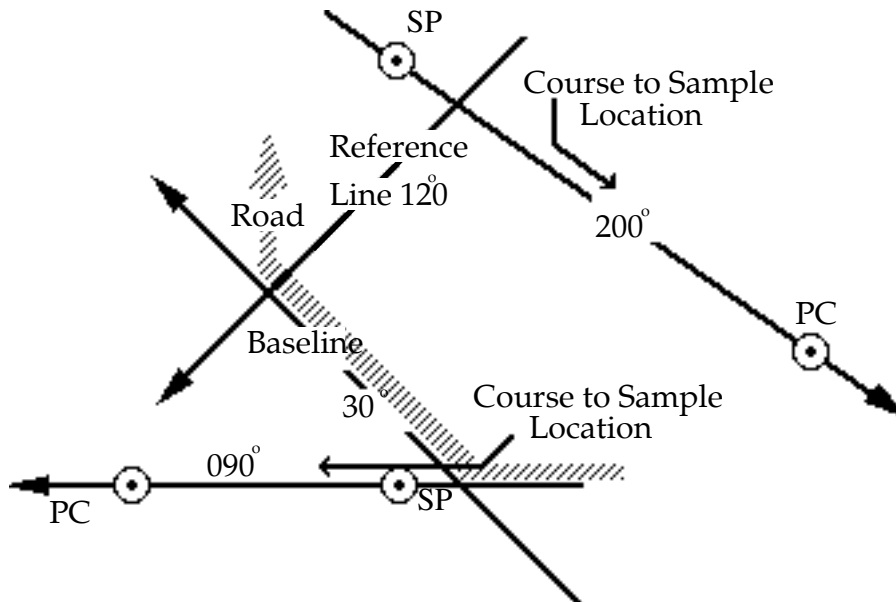 SP
Course to Sample
Location
Reference
Line 120°
Road
200°
PC
Baseline
30°
Course to Sample
Location
090°
SP
PC